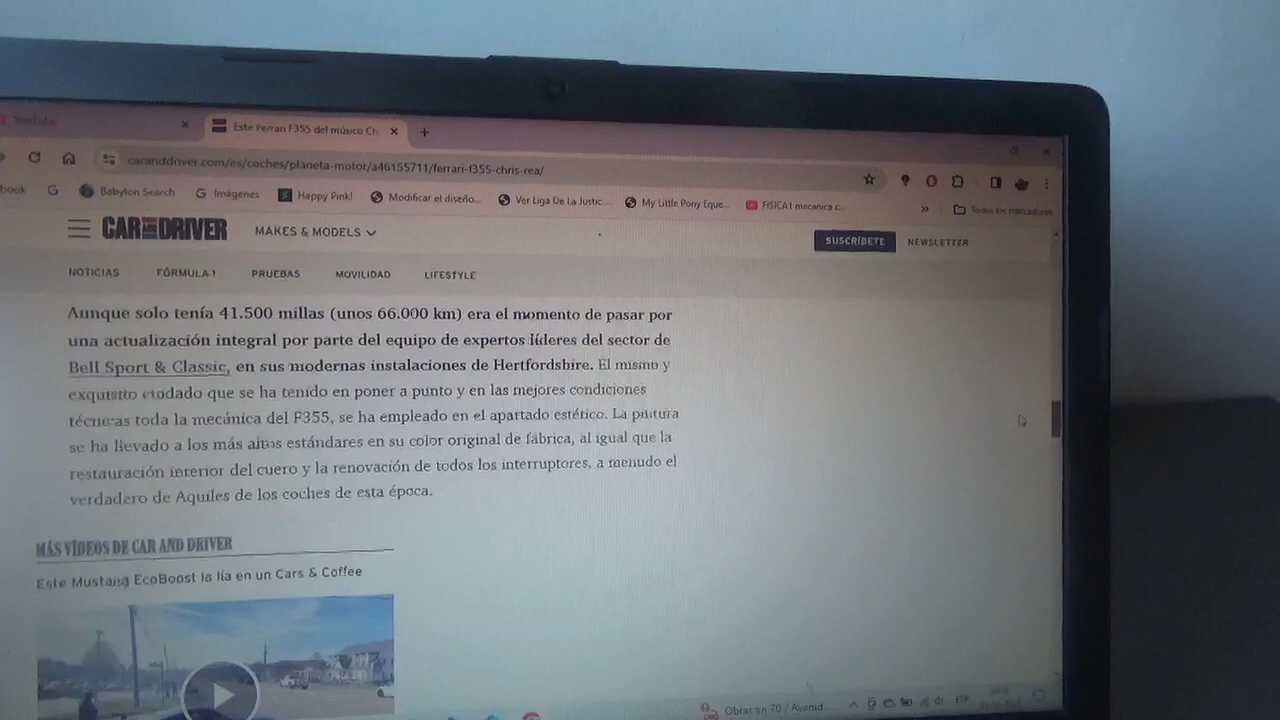 YouTube
Este Ferrari F355 del músico Ch
caranddriver.com/es/coches/planeta-motor/a46155711/ferrari-f355-chris-rea/
book
G
Babylon Search
G Imágenes
Happy Pink!
Modificar el diseño...
Ver Liga De La Justic...
My Little Pony Eque...
FISICA1 macanica c...
»
Todos los marcadores
CAR AND DRIVER
MAKES & MODELS
SUSCRÍBETE
NEWSLETTER
NOTICIAS
FÓRMULA 1
PRUEBAS
MOVILIDAD
LIFESTYLE
Aunque solo tenía 41.500 millas (unos 66.000 km) era el momento de pasar por
una actualización integral por parte del equipo de expertos líderes del sector de
Bell Sport & Classic, en sus modernas instalaciones de Hertfordshire. El mismo y
exquisito cuidado que se ha tenido en poner a punto y en las mejores condiciones
técnicas toda la mecánica del F355, se ha empleado en el apartado estético. La pintura
se ha llevado a los más altos estándares en su color original de fábrica, al igual que la
restauración interior del cuero y la renovación de todos los interruptores, a menudo el
verdadero de Aquiles de los coches de esta época.
MÁS VÍDEOS DE CAR AND DRIVER
Este Mustang EcoBoost la lía en un Cars & Coffee
Obras en 70 / Avenid...
ESP